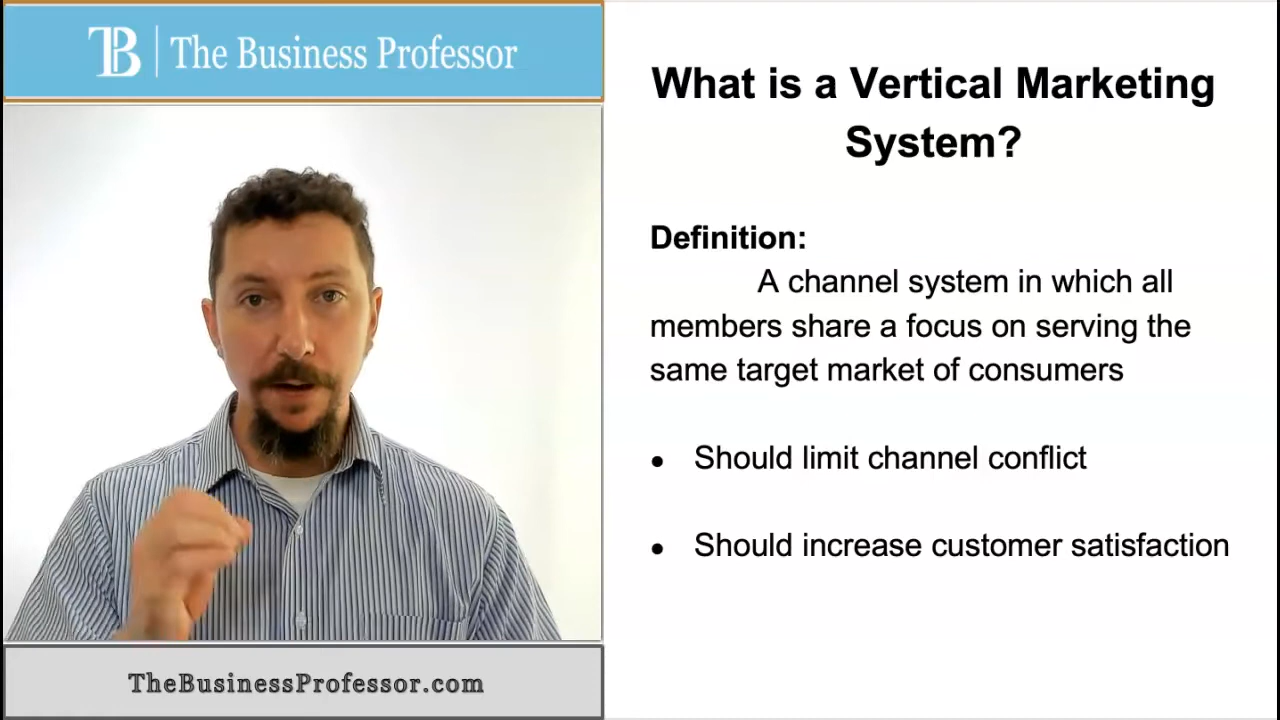 TB | The Business Professor
What is a Vertical Marketing
System?
Definition:
A channel system in which all
members share a focus on serving the
same target market of consumers
● Should limit channel conflict
● Should increase customer satisfaction
TheBusinessProfessor.com